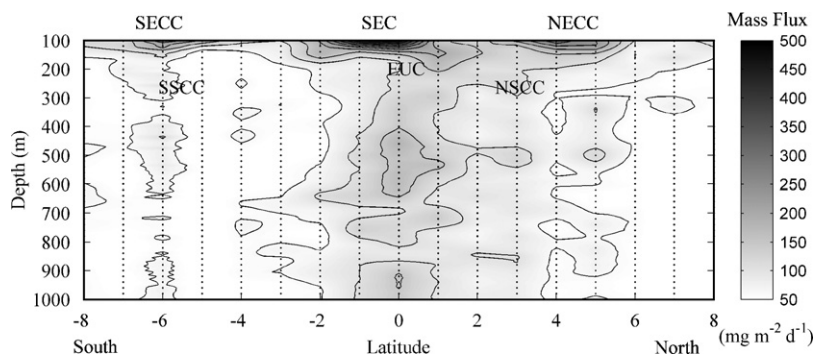 SECC SEC NECC Mass Flux
100 500
200 450
EUC
300 SSCC NSCC 400
400 350
500 300
Depth (m)
600 250
700 200
800 150
900 100
1000 50
-8 -6 -4 -2 0 2 4 6 8
South Latitude North (mg m-2 d-1)